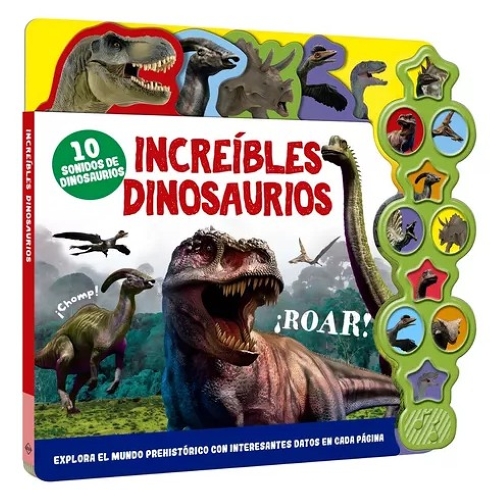 INCREÍBLES DINOSAURIOS
10
SONIDOS DE
DINOSAURIOS
INCREÍBLES
DINOSAURIOS
¡Chomp!
¡ROAR!
EXPLORA EL MUNDO PREHISTÓRICO CON INTERESANTES DATOS EN CADA PÁGINA